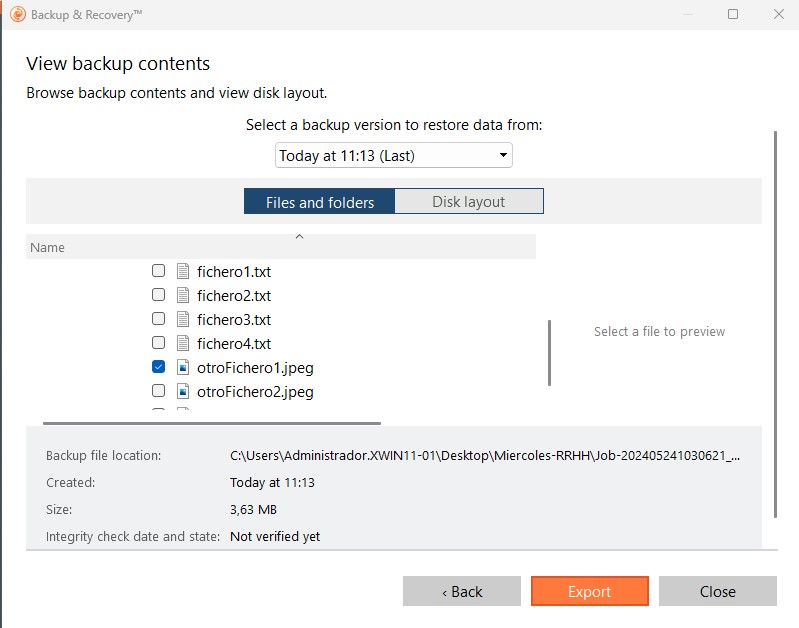 Backup & Recovery™
View backup contents
Browse backup contents and view disk layout.
Select a backup version to restore data from:
Today at 11:13 (Last)
Files and folders
Disk layout
Name
fichero1.txt
fichero2.txt
fichero3.txt
fichero4.txt
otroFichero1.jpeg
otroFichero2.jpeg
Select a file to preview
Backup file location: C:\Users\Administrador.XWIN11-01\Desktop\Miercoles-RRHH\Job-202405241030621_...
Created: Today at 11:13
Size: 3,63 MB
Integrity check date and state: Not verified yet
‹ Back
Export
Close